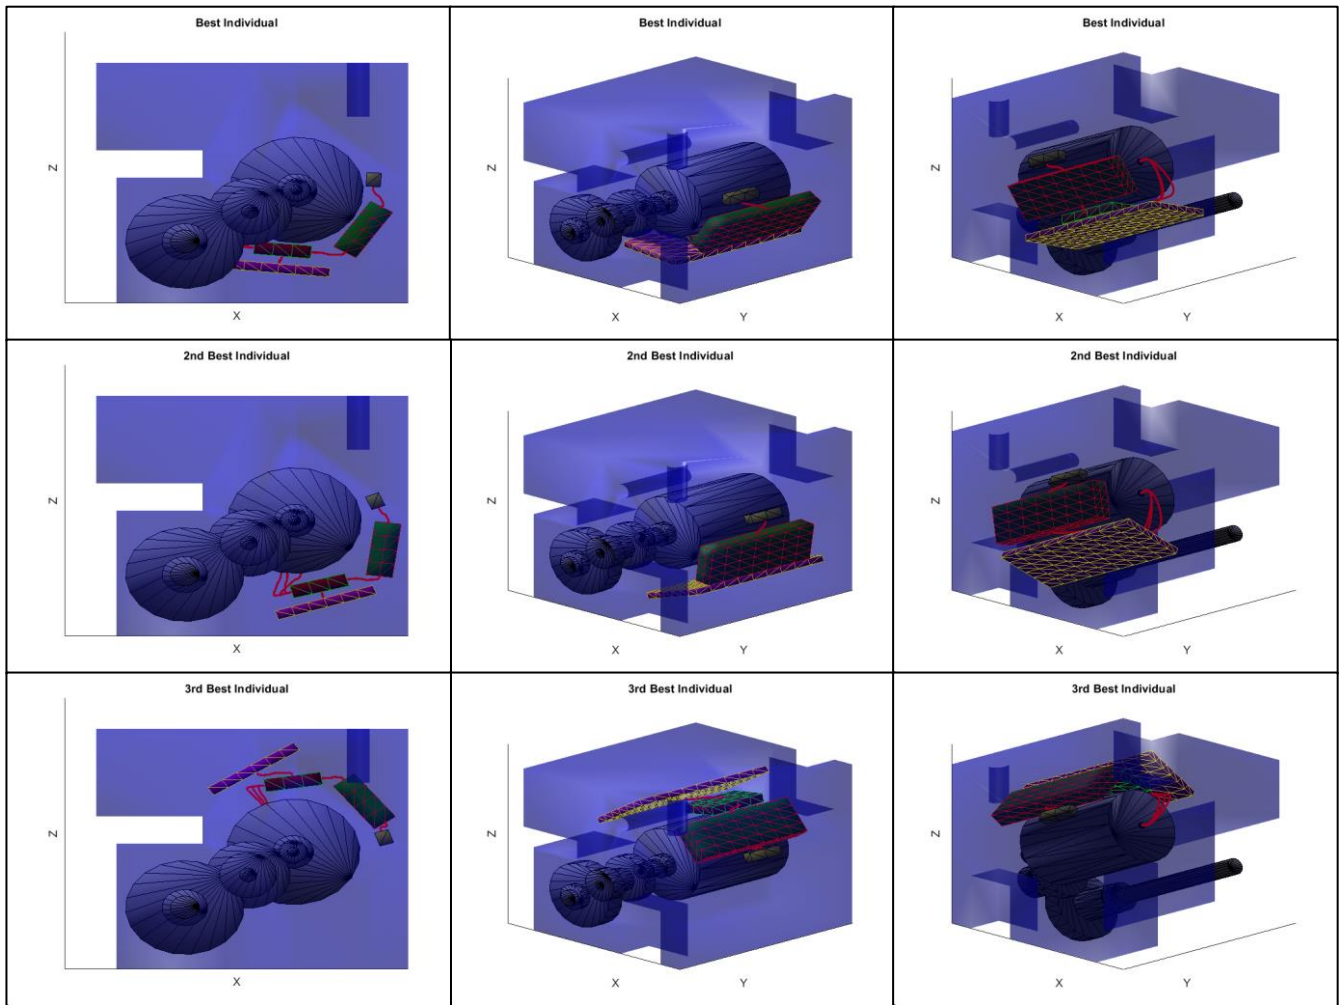 Best Individual
Best Individual
Best Individual
Z
X
Z
X
Y
Z
X
Y
2nd Best Individual
2nd Best Individual
2nd Best Individual
Z
X
Z
X
Y
Z
X
Y
3rd Best Individual
3rd Best Individual
3rd Best Individual
Z
X
Z
X
Y
Z
X
Y